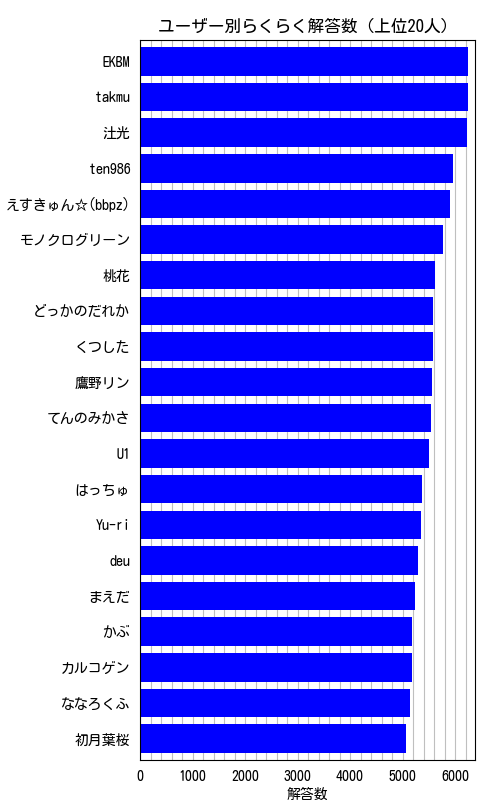 ユーザー別らくらく解答数（上位20人）
EKBM
takmu
辻光
ten986
えすきゅん☆(bbpz)
モノクログリーン
桃花
どっかのだれか
くつした
鷹野リン
てんのみかさ
U1
はっちゅ
Yu-ri
deu
まえだ
かぶ
カルコゲン
ななろくふ
初月葉桜
0 1000 2000 3000 4000 5000 6000
解答数